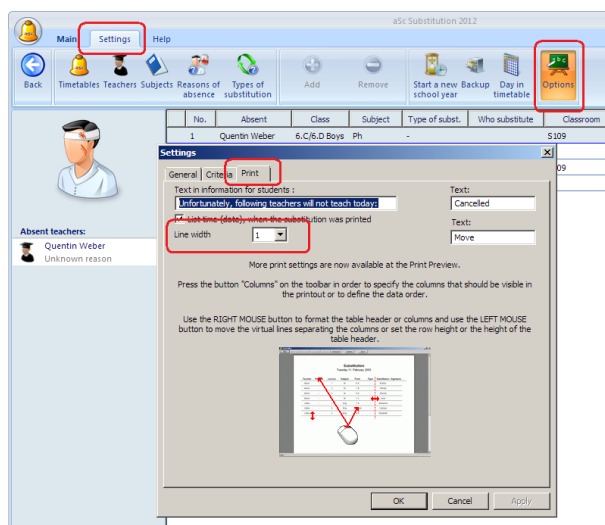 aSc Substitution 2012
Main Settings Help
Back Timetables Teachers Subjects Reasons of absence Types of substitution Add Remove Start a new school year Backup Day in timetable Options
No. Absent Class Subject Type of subst. Who substitute Classroom
1 Quentin Weber 6.C/6.D Boys Ph - S109
09
Absent teachers:
Quentin Weber
Unknown reason
Settings
General Criteria Print
Text in information for students :
Unfortunately, following teachers will not teach today:
Text:
Cancelled
List time (date), when the substitution was printed
Text:
Move
Line width 1
More print settings are now available at the Print Preview.
Press the button "Columns" on the toolbar in order to specify the columns that should be visible in
the printout or to define the data order.
Use the RIGHT MOUSE button to format the table header or columns and use the LEFT MOUSE
button to move the virtual lines separating the columns or set the row height or the height of the
table header.
Substitution
OK Cancel Apply